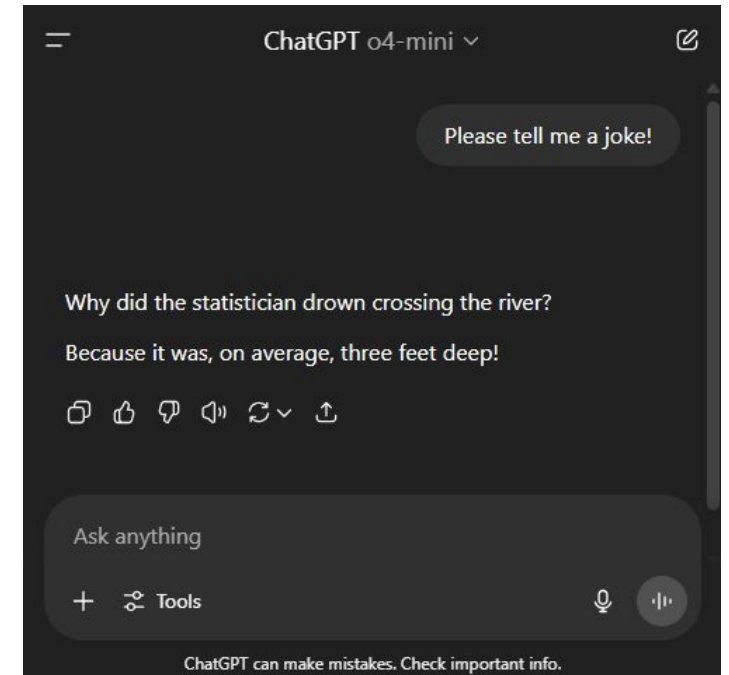 ChatGPT o4-mini
Please tell me a joke!
Why did the statistician drown crossing the river?
Because it was, on average, three feet deep!
Ask anything
Tools
ChatGPT can make mistakes. Check important info.